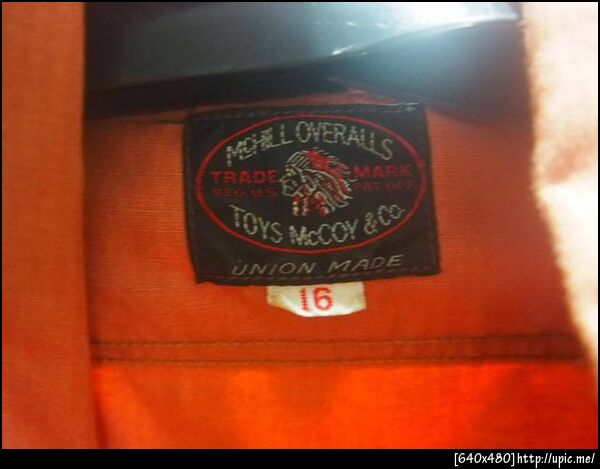 McHILL OVERALLS
TRADE MARK
REG. U.S. PAT. OFF.
TOYS McCOY & Co.
UNION MADE
16
[640x480]http://upic.me/